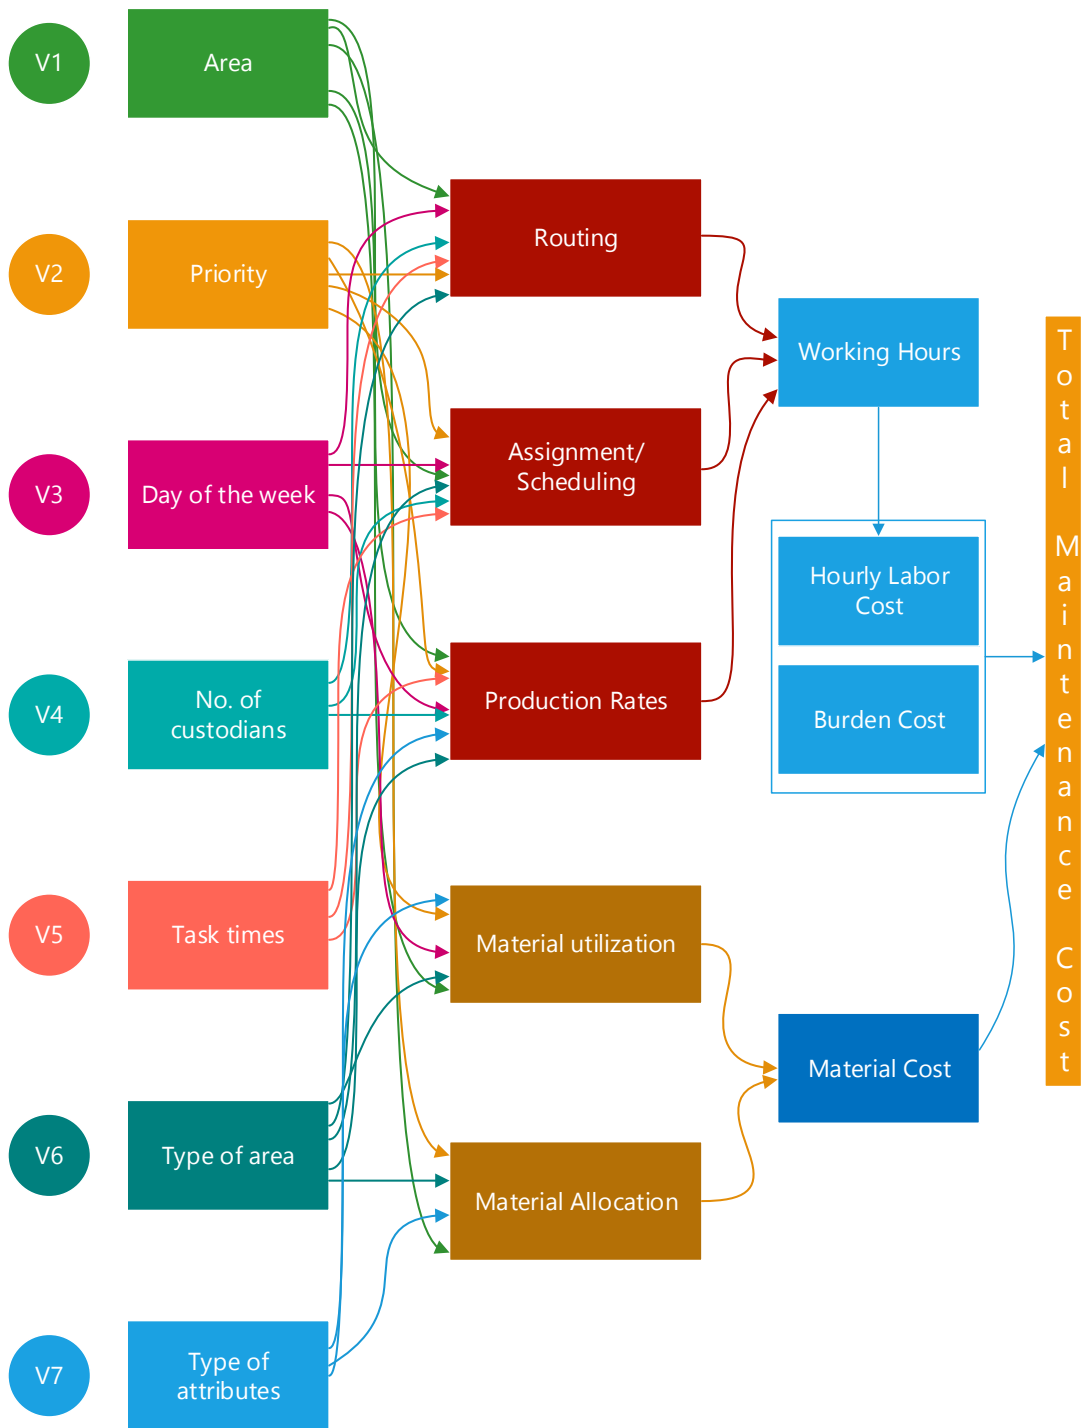 V1
Area
V2
Priority
V3
Day of the week
V4
No. of
custodians
V5
Task times
V6
Type of area
V7
Type of
attributes
Routing
Assignment/
Scheduling
Production Rates
Material utilization
Material Allocation
Working Hours
Hourly Labor
Cost
Burden Cost
Material Cost
Total Maintenance Cost